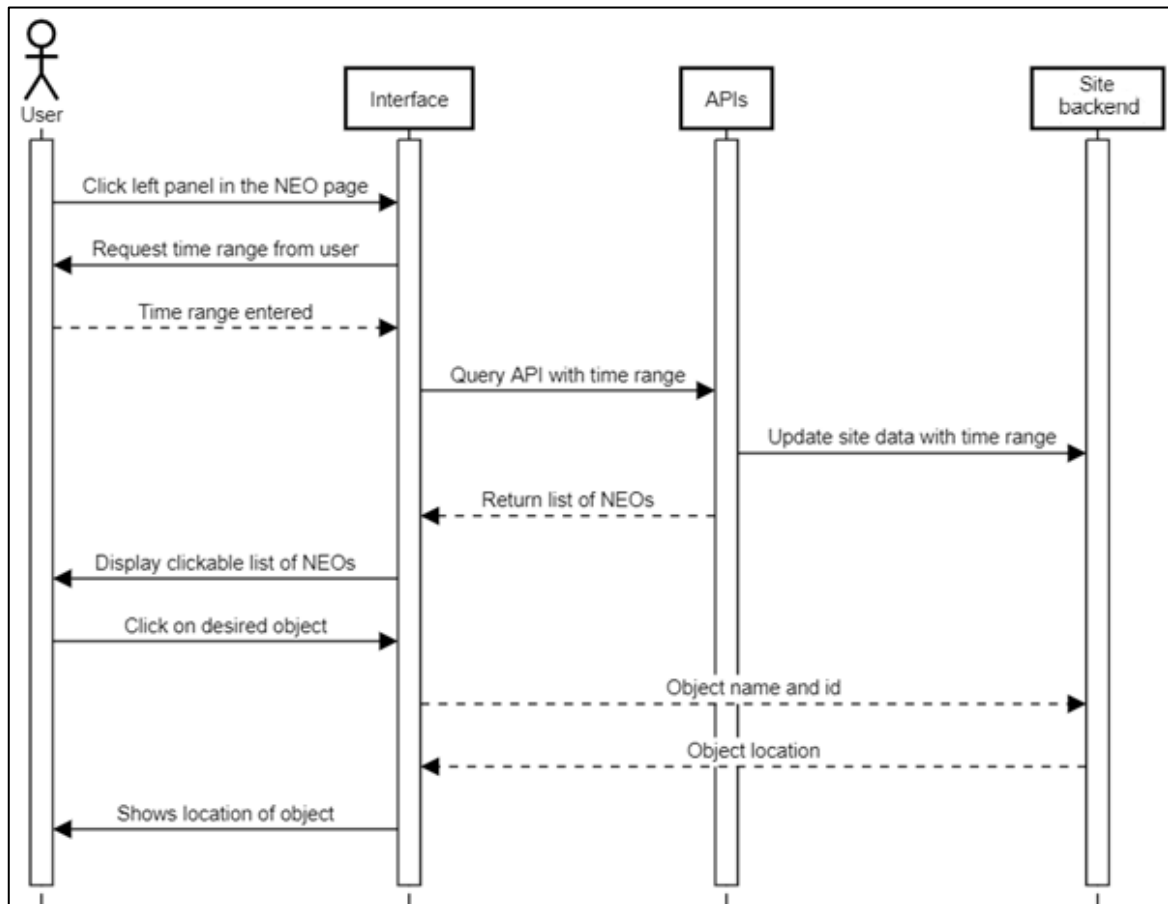 User
Interface
APIs
Site
backend
Click left panel in the NEO page
Request time range from user
Time range entered
Query API with time range
Update site data with time range
Return list of NEOs
Display clickable list of NEOs
Click on desired object
Object name and id
Object location
Shows location of object